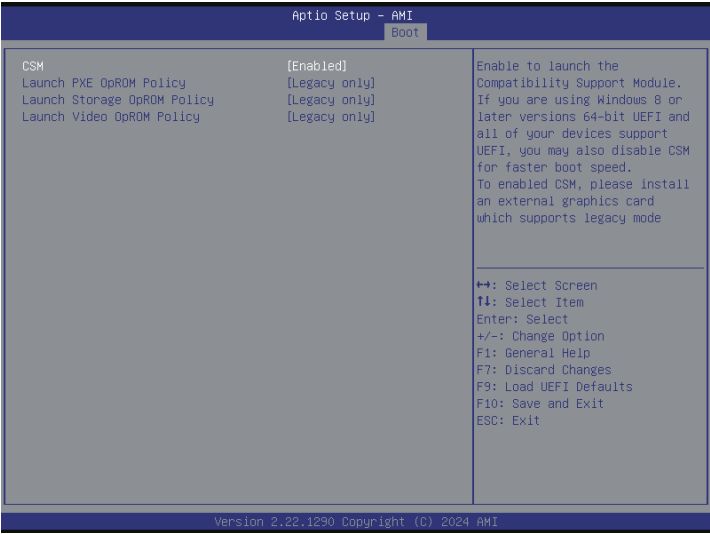 Aptio Setup – AMI
Boot
CSM [Enabled]
Launch PXE OpROM Policy [Legacy only]
Launch Storage OpROM Policy [Legacy only]
Launch Video OpROM Policy [Legacy only]
Enable to launch the
Compatibility Support Module.
If you are using Windows 8 or
later versions 64-bit UEFI and
all of your devices support
UEFI, you may also disable CSM
for faster boot speed.
To enabled CSM, please install
an external graphics card
which supports legacy mode
↔: Select Screen
↑↓: Select Item
Enter: Select
+/-: Change Option
F1: General Help
F7: Discard Changes
F9: Load UEFI Defaults
F10: Save and Exit
ESC: Exit
Version 2.22.1290 Copyright (C) 2024 AMI